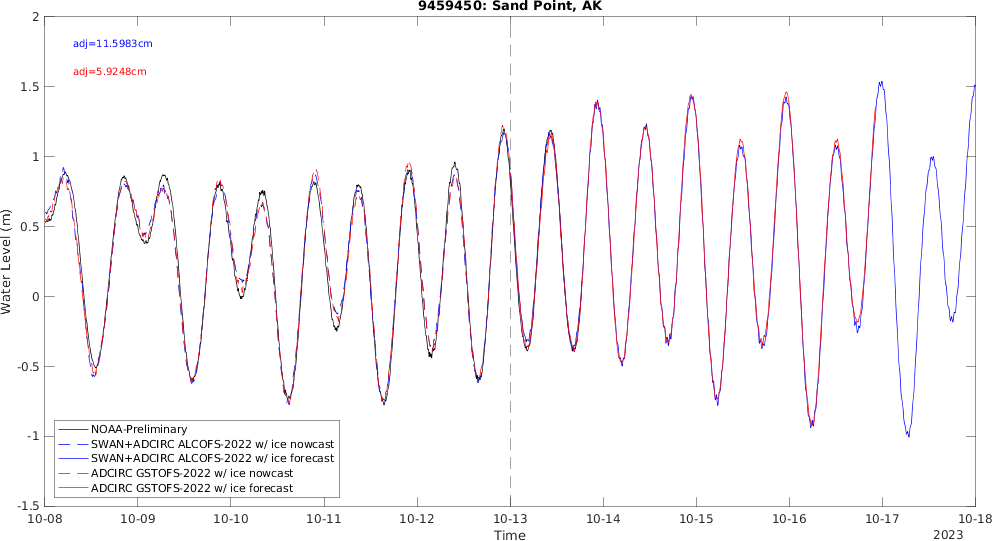 9459450: Sand Point, AK
adj=11.5983cm
adj=5.9248cm
Water Level (m)
2
1.5
1
0.5
0
-0.5
-1
-1.5
NOAA-Preliminary
SWAN+ADCIRC ALCOFS-2022 w/ ice nowcast
SWAN+ADCIRC ALCOFS-2022 w/ ice forecast
ADCIRC GSTOFS-2022 w/ ice nowcast
ADCIRC GSTOFS-2022 w/ ice forecast
10-08 10-09 10-10 10-11 10-12 10-13 10-14 10-15 10-16 10-17 10-18
Time
2023